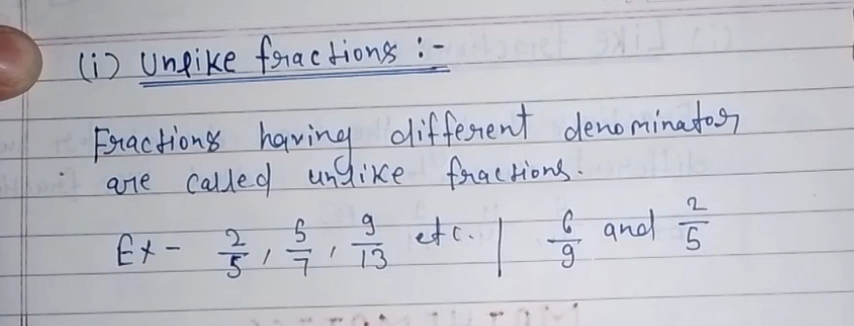 (i) Unlike fractions :-
Fractions having different denominator
are called unlike fractions.
Ex - 2/5, 5/7, 9/13 etc. | 6/9 and 2/5